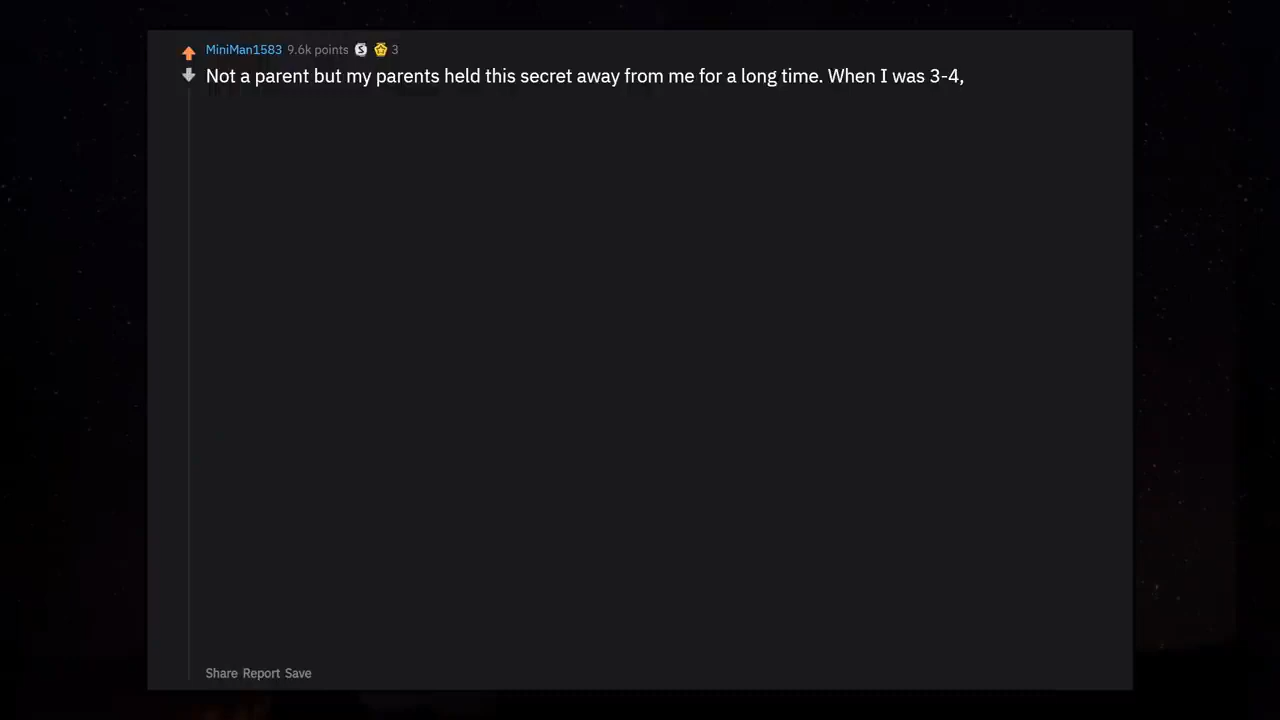 MiniMan1583 9.6k points 3
Not a parent but my parents held this secret away from me for a long time. When I was 3-4,
Share Report Save